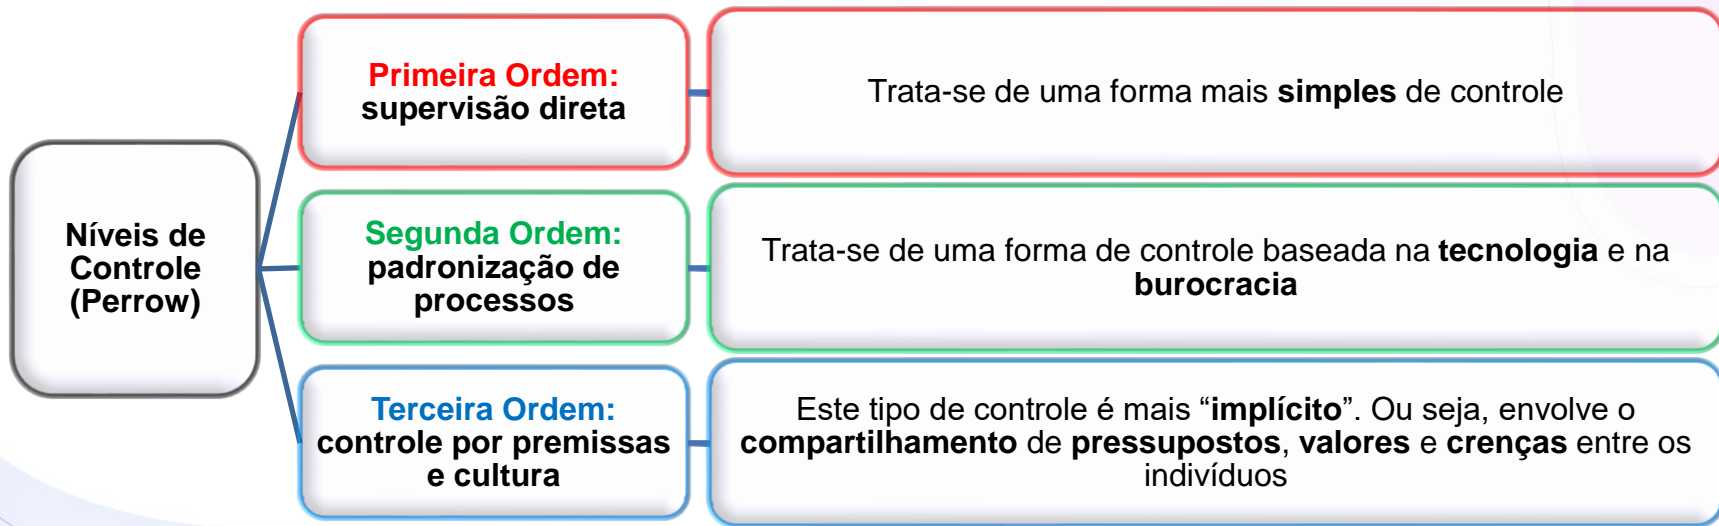 Níveis de
Controle
(Perrow)
Primeira Ordem:
supervisão direta
Trata-se de uma forma mais simples de controle
Segunda Ordem:
padronização de
processos
Trata-se de uma forma de controle baseada na tecnologia e na
burocracia
Terceira Ordem:
controle por premissas
e cultura
Este tipo de controle é mais “implícito”. Ou seja, envolve o
compartilhamento de pressupostos, valores e crenças entre os
indivíduos